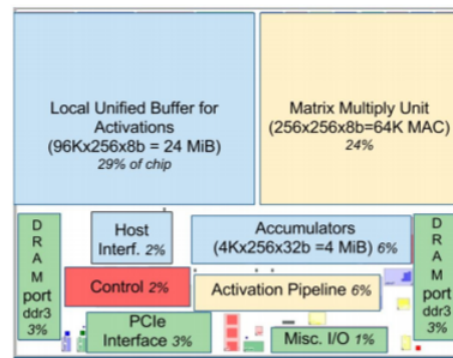 Local Unified Buffer for
Activations
(96Kx256x8b = 24 MiB)
29% of chip
Matrix Multiply Unit
(256x256x8b=64K MAC)
24%
D
R
A
M
port
ddr3
3%
Host
Interf. 2%
Accumulators
(4Kx256x32b =4 MiB) 6%
D
R
A
M
port
ddr3
3%
Control 2%
Activation Pipeline 6%
PCIe
Interface 3%
Misc. I/O 1%